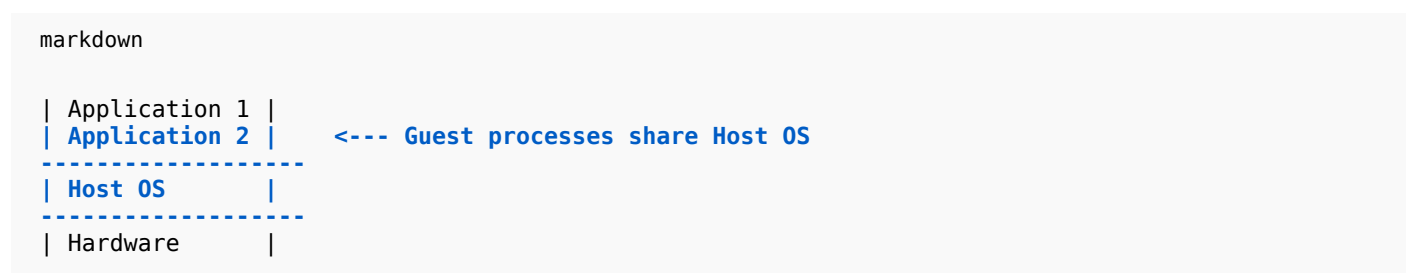 markdown
| Application 1 |
| Application 2 |    <--- Guest processes share Host OS
-------------------
| Host OS       |
-------------------
| Hardware      |